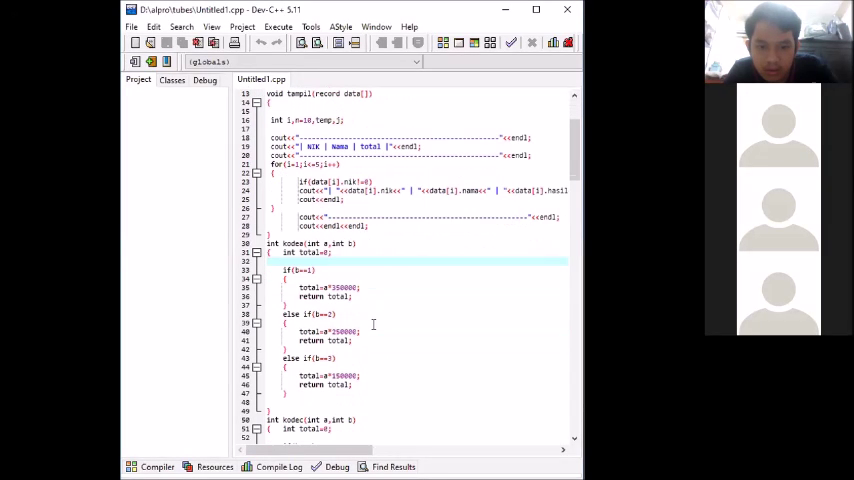 D:\alpro\tubes\Untitled1.cpp - Dev-C++ 5.11
File Edit Search View Project Execute Tools AStyle Window Help
(globals)
Project Classes Debug Untitled1.cpp
13 void tampil(record data[])
14 {
15
16 int i,n=10,temp,j;
17
18 cout<<"--------------------------------------------------"<<endl;
19 cout<<"| NIK | Nama | total |"<<endl;
20 cout<<"--------------------------------------------------"<<endl;
21 for(i=1;i<=5;i++)
22 {
23 if(data[i].nik!=0)
24 cout<<"| "<<data[i].nik<<" | "<<data[i].nama<<" | "<<data[i].hasil
25 cout<<endl;
26 }
27 cout<<"--------------------------------------------------"<<endl;
28 cout<<endl<<endl;
29 }
30 int kodea(int a,int b)
31 { int total=0;
32
33 if(b==1)
34 {
35 total=a*350000;
36 return total;
37 }
38 else if(b==2)
39 {
40 total=a*250000;
41 return total;
42 }
43 else if(b==3)
44 {
45 total=a*150000;
46 return total;
47 }
48
49 }
50 int kodec(int a,int b)
51 { int total=0;
52
Compiler Resources Compile Log Debug Find Results